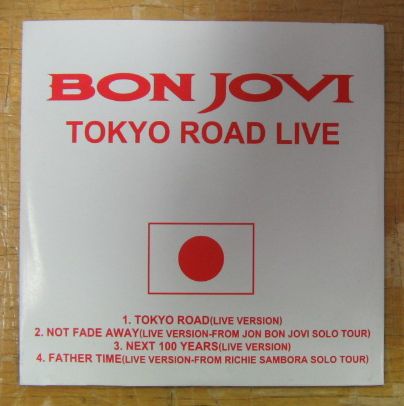 BON JOVI
TOKYO ROAD LIVE
1. TOKYO ROAD(LIVE VERSION)
2. NOT FADE AWAY(LIVE VERSION-FROM JON BON JOVI SOLO TOUR)
3. NEXT 100 YEARS(LIVE VERSION)
4. FATHER TIME(LIVE VERSION-FROM RICHIE SAMBORA SOLO TOUR)